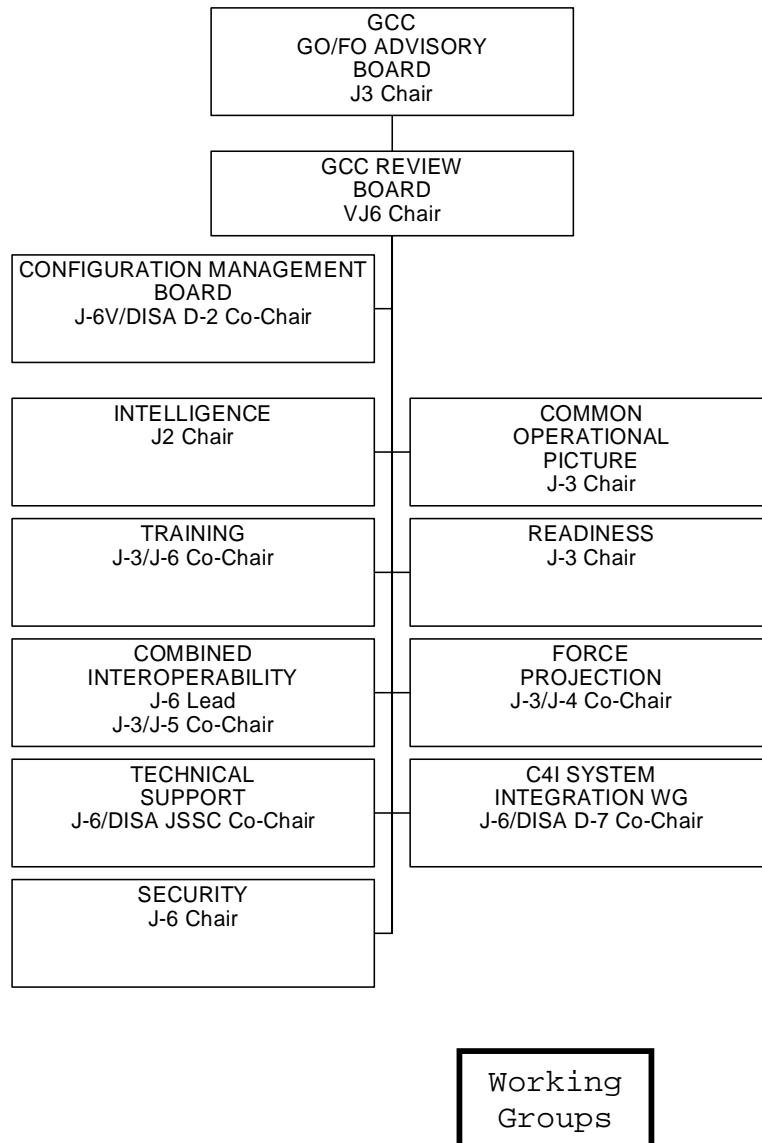 GCC
GO/FO ADVISORY
BOARD
J3 Chair
GCC REVIEW
BOARD
VJ6 Chair
CONFIGURATION MANAGEMENT
BOARD
J-6V/DISA D-2 Co-Chair
INTELLIGENCE
J2 Chair
COMMON
OPERATIONAL
PICTURE
J-3 Chair
TRAINING
J-3/J-6 Co-Chair
READINESS
J-3 Chair
COMBINED
INTEROPERABILITY
J-6 Lead
J-3/J-5 Co-Chair
FORCE
PROJECTION
J-3/J-4 Co-Chair
TECHNICAL
SUPPORT
J-6/DISA JSSC Co-Chair
C4I SYSTEM
INTEGRATION WG
J-6/DISA D-7 Co-Chair
SECURITY
J-6 Chair
Working
Groups